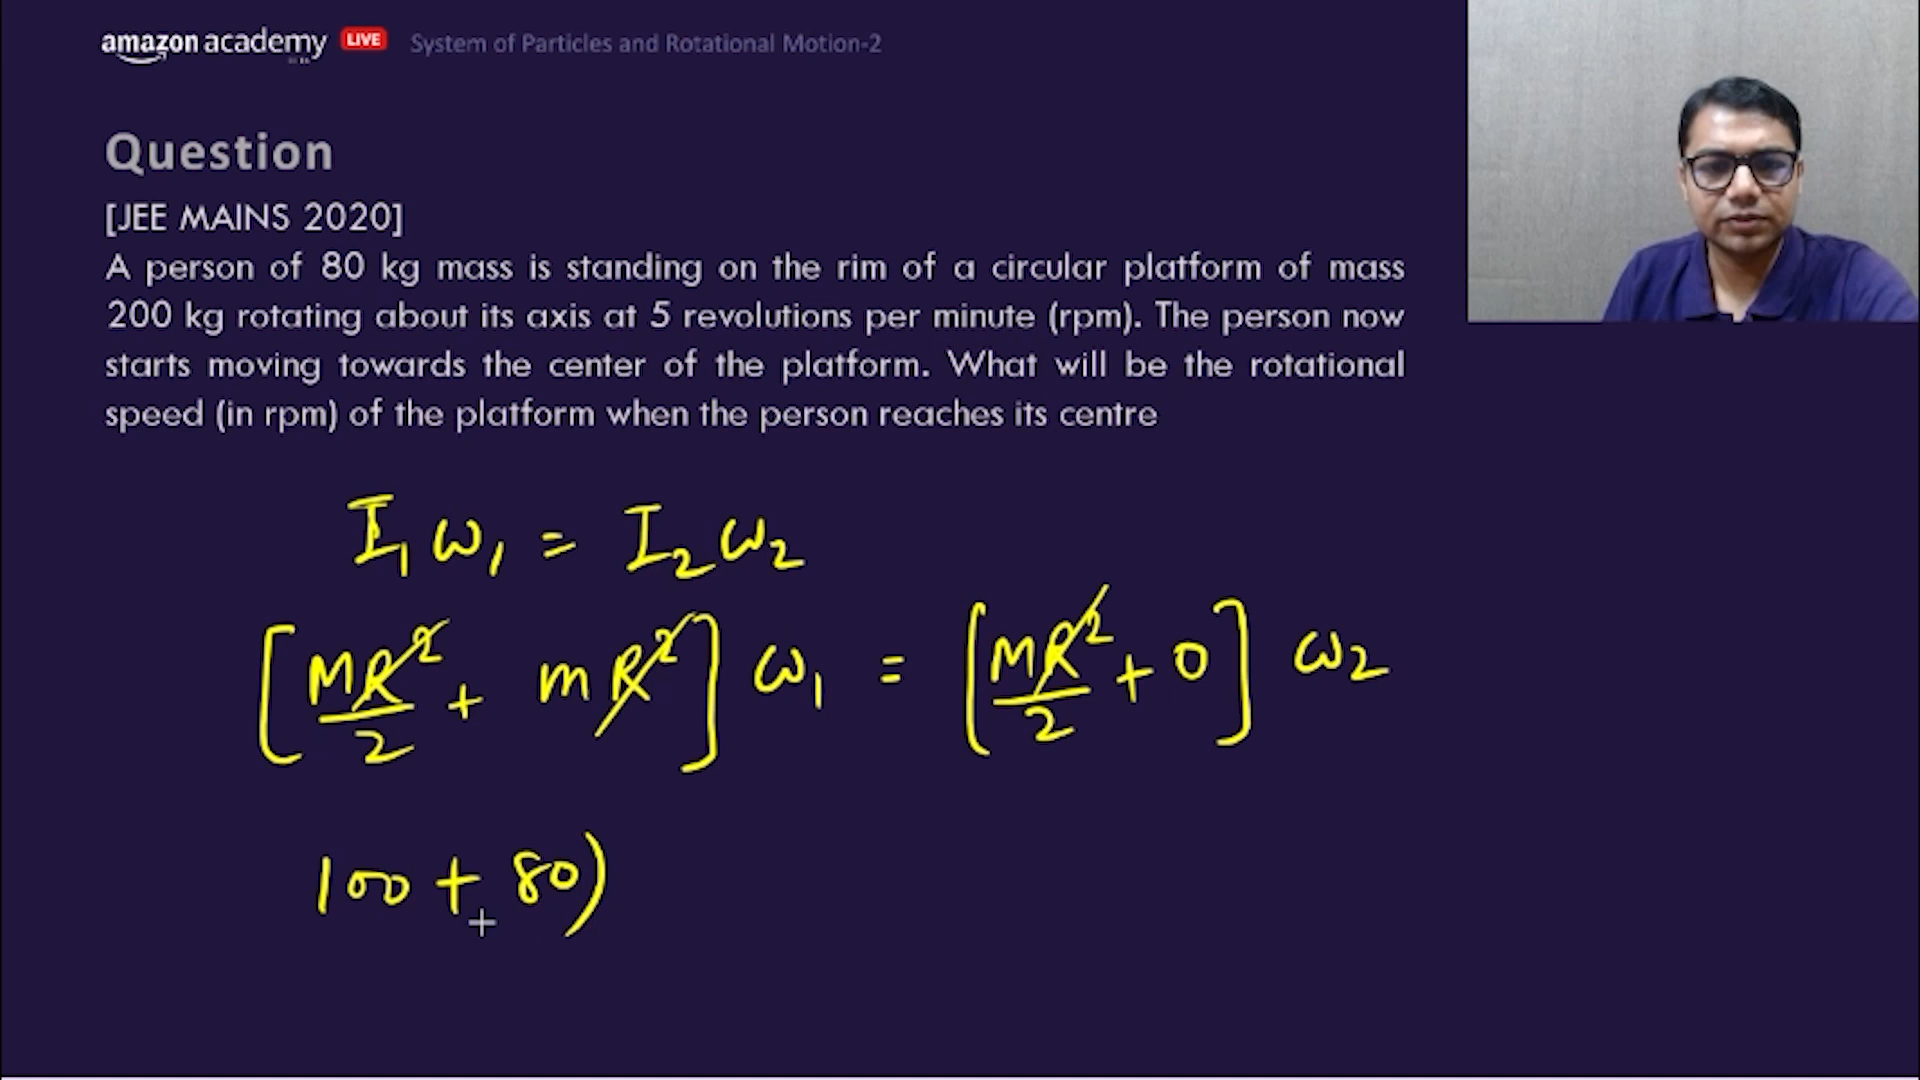 amazon academy LIVE System of Particles and Rotational Motion-2
Question
[JEE MAINS 2020]
A person of 80 kg mass is standing on the rim of a circular platform of mass
200 kg rotating about its axis at 5 revolutions per minute (rpm). The person now
starts moving towards the center of the platform. What will be the rotational
speed (in rpm) of the platform when the person reaches its centre
I₁ω₁ = I₂ω₂
[MR²/2 + mR²] ω₁ = [MR²/2 + 0] ω₂
100 + 80)